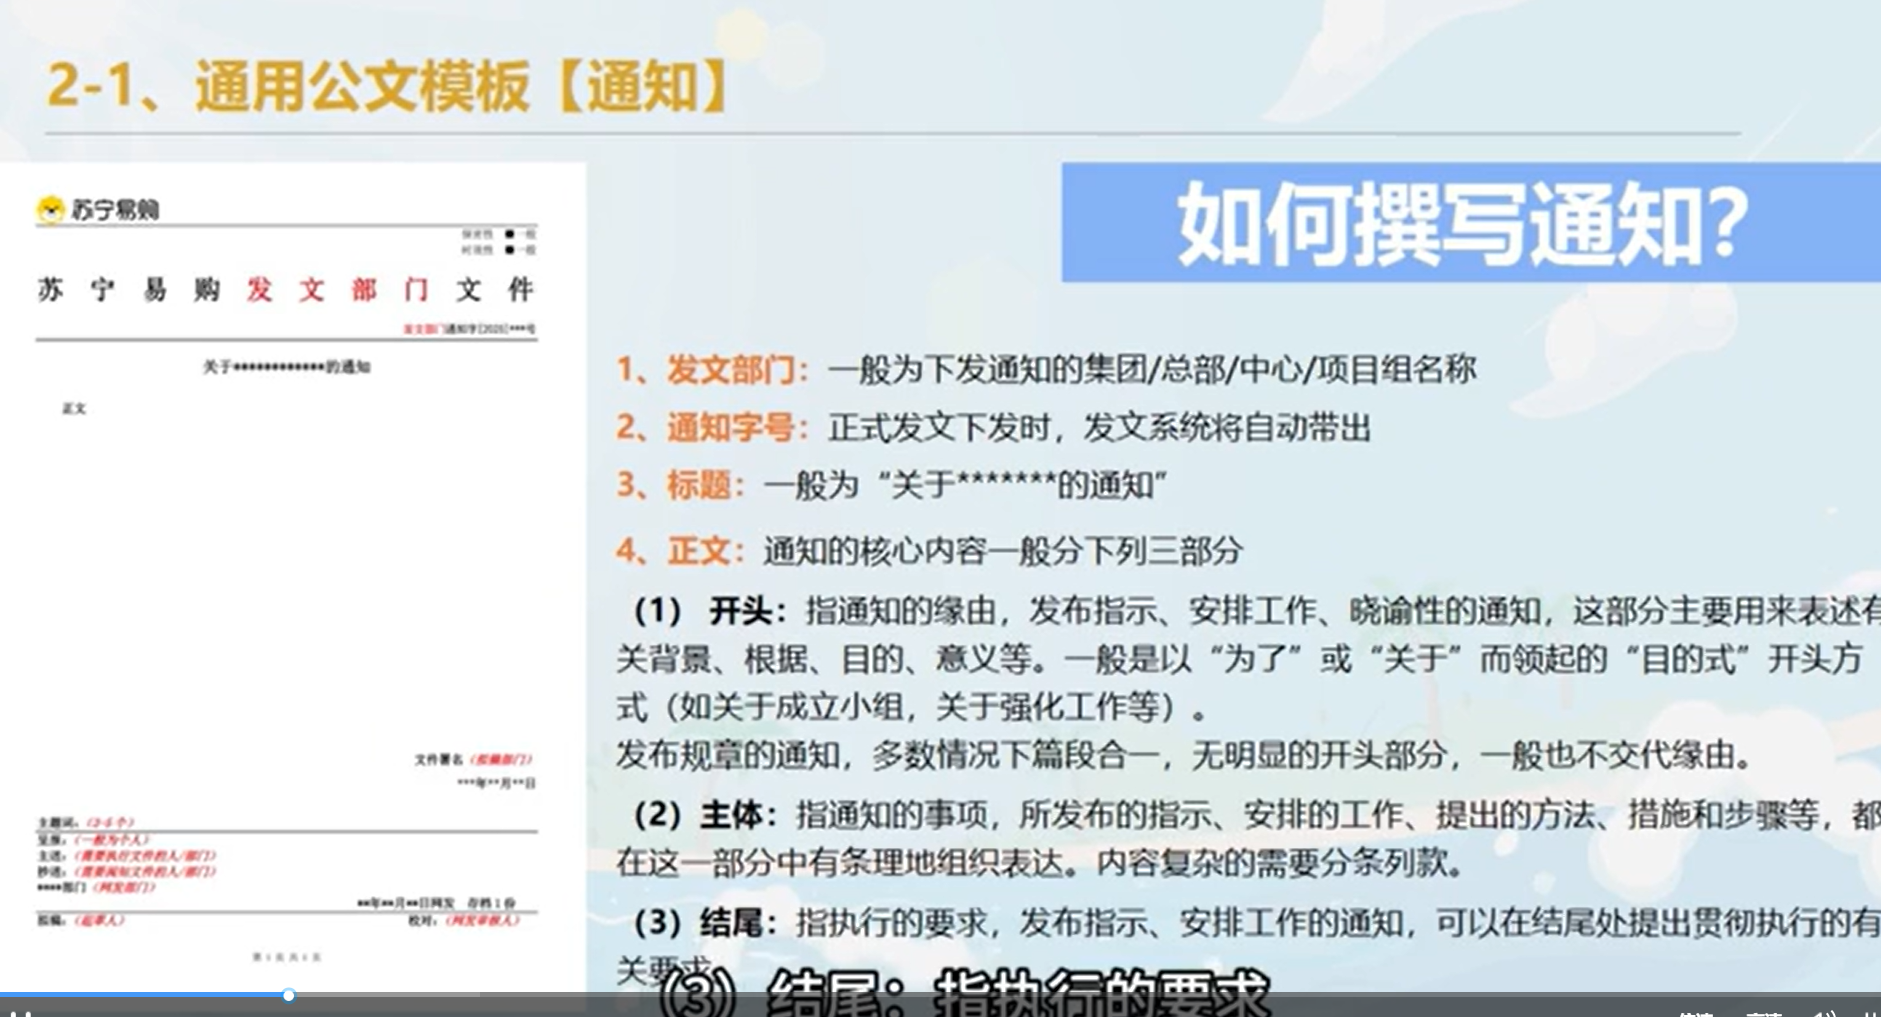 2-1、通用公文模板【通知】
苏宁易购
保密性 ■一般
时效性 ■一般
苏宁易购发文部门文件
发文部门通知字[2020]***号
关于************的通知
正文
文件署名（拟稿部门）
***年**月**日
主题词：（2-5个）
呈报：（一般为个人）
主送：（需要执行文件的人/部门）
抄送：（需要阅知文件的人/部门）
****部门（网发部门）
**年**月**日网发 存档1份
拟稿：（起草人） 校对：（网发审核人）
第1页共1页
如何撰写通知？
1、发文部门：一般为下发通知的集团/总部/中心/项目组名称
2、通知字号：正式发文下发时，发文系统将自动带出
3、标题：一般为“关于*******的通知”
4、正文：通知的核心内容一般分下列三部分
（1） 开头：指通知的缘由，发布指示、安排工作、晓谕性的通知，这部分主要用来表述有
关背景、根据、目的、意义等。一般是以“为了”或“关于”而领起的“目的式”开头方
式（如关于成立小组，关于强化工作等）。
发布规章的通知，多数情况下篇段合一，无明显的开头部分，一般也不交代缘由。
（2）主体：指通知的事项，所发布的指示、安排的工作、提出的方法、措施和步骤等，都
在这一部分中有条理地组织表达。内容复杂的需要分条列款。
（3）结尾：指执行的要求，发布指示、安排工作的通知，可以在结尾处提出贯彻执行的有
关要求
（3）结尾：指执行的要求